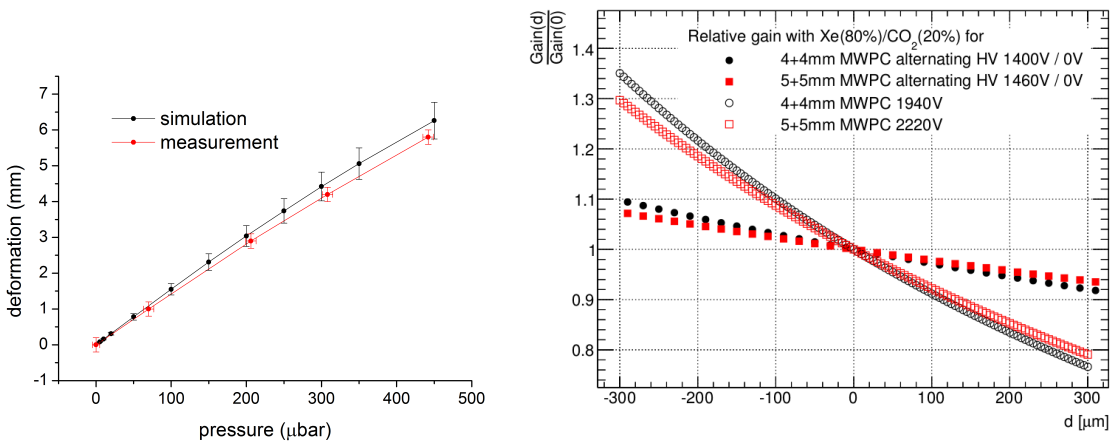 7
6
5
4
3
2
1
0
-1
deformation (mm)
simulation
measurement
0
100
200
300
400
500
pressure (μbar)
Gain(d)
Gain(0)
1.4
1.3
1.2
1.1
1
0.9
0.8
Relative gain with Xe(80%)/CO₂(20%) for
4+4mm MWPC alternating HV 1400V / 0V
5+5mm MWPC alternating HV 1460V / 0V
4+4mm MWPC 1940V
5+5mm MWPC 2220V
-300
-200
-100
0
100
200
300
d [μm]